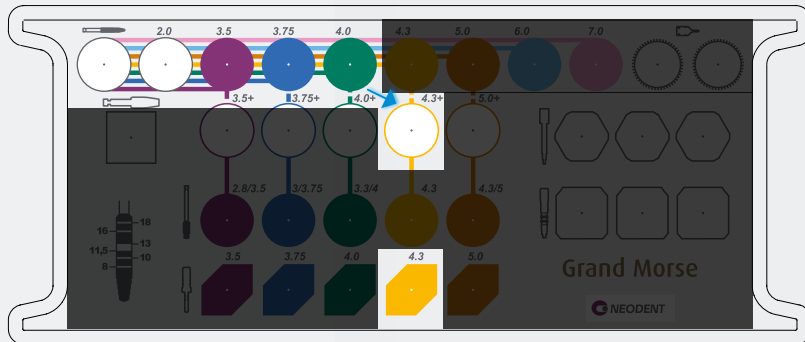 2.0 3.5 3.75 4.0 4.3 5.0 6.0 7.0
3.5+ 3.75+ 4.0+ 4.3+ 5.0+
2.8/3.5 3/3.75 3.3/4 4.3 4.3/5
18
16
13
11,5
10
8
3.5 3.75 4.0 4.3 5.0
Grand Morse
NEODENT